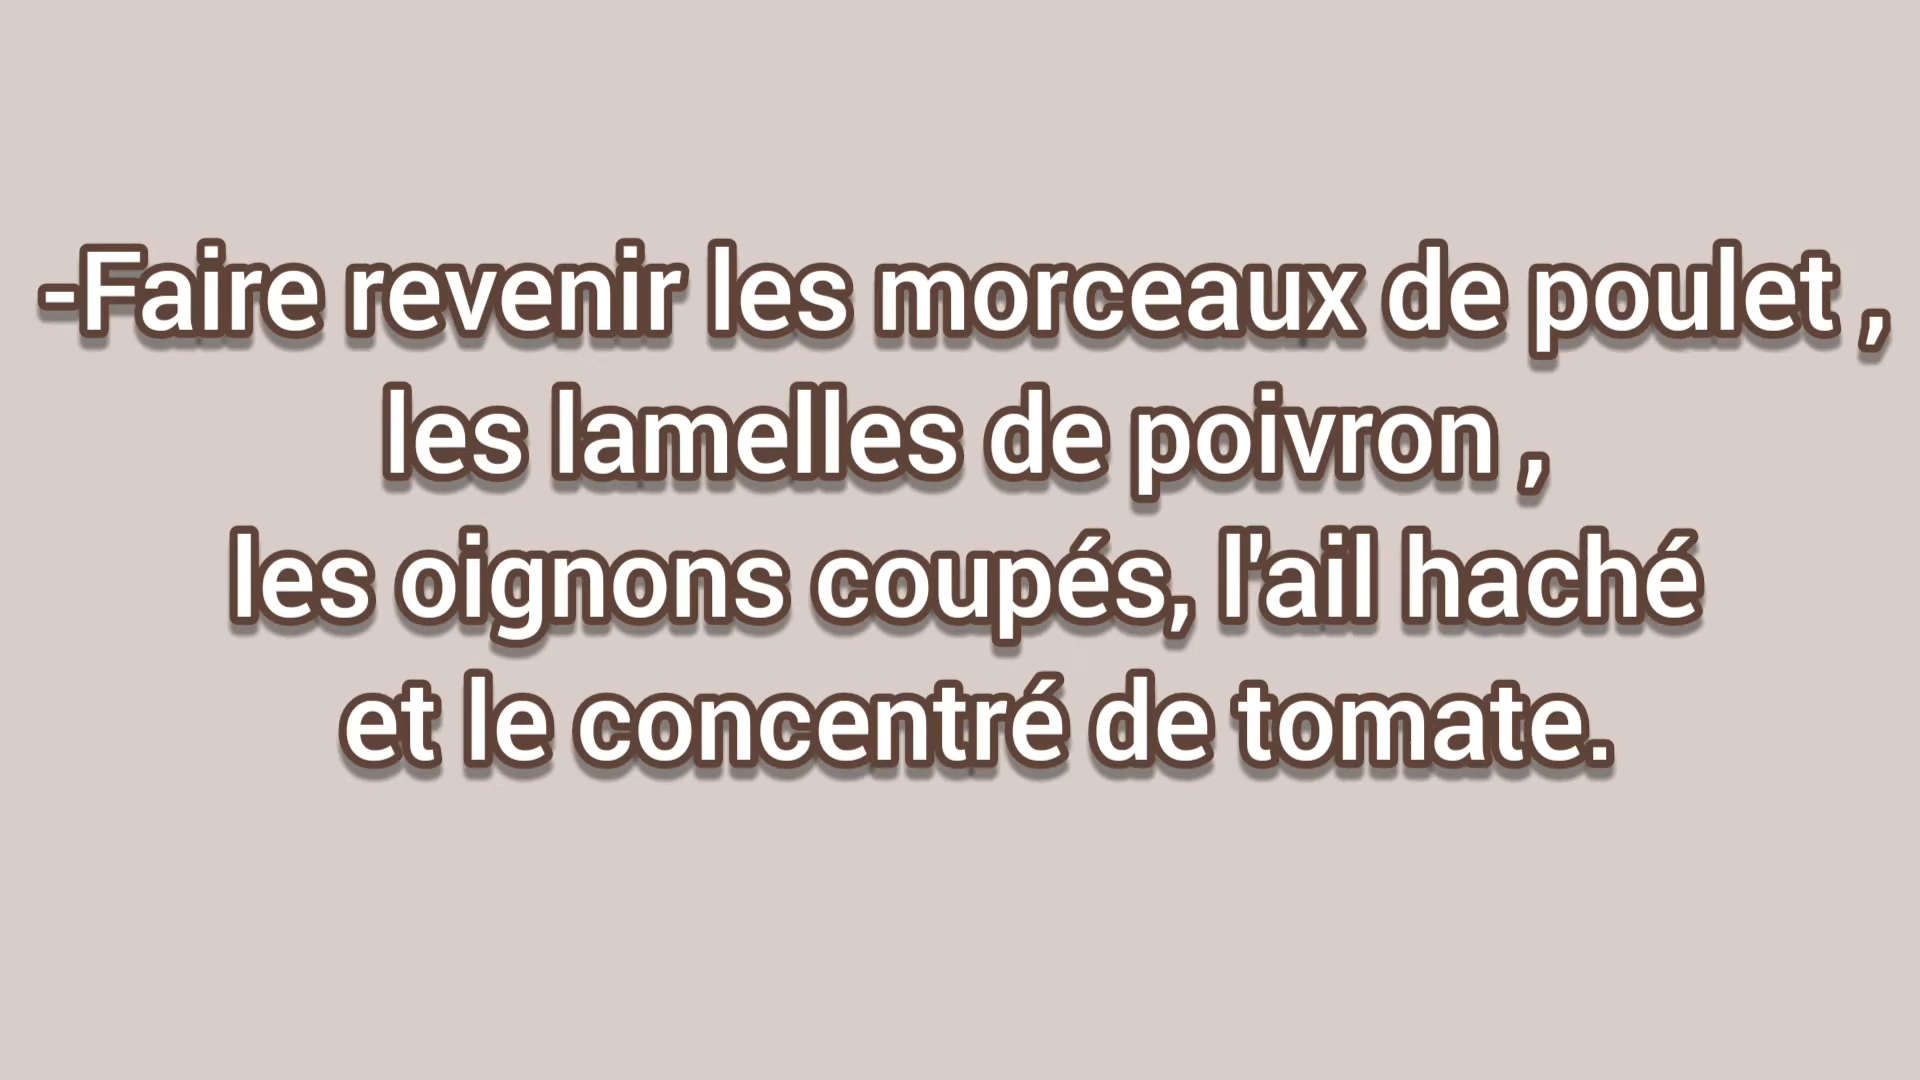 -Faire revenir les morceaux de poulet ,
les lamelles de poivron ,
les oignons coupés, l'ail haché
et le concentré de tomate.